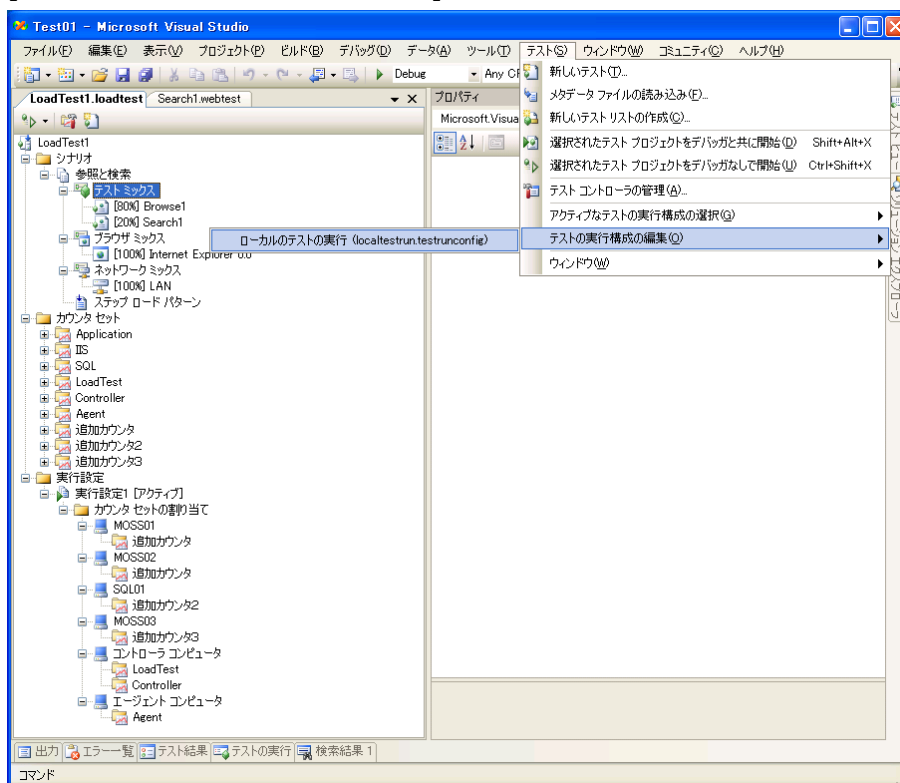 Test01 - Microsoft Visual Studio
ファイル(F) 編集(E) 表示(V) プロジェクト(P) ビルド(B) デバッグ(D) データ(A) ツール(T) テスト(S) ウィンドウ(W) コミュニティ(C) ヘルプ(H)
Debug Any
LoadTest1.loadtest Search1.webtest
プロパティ
LoadTest1
シナリオ
参照と検索
テスト ミックス
[80%] Browse1
[20%] Search1
ブラウザ ミックス
[100%] Internet Explorer
ネットワーク ミックス
[100%] LAN
ステップ ロード パターン
カウンタ セット
Application
IIS
SQL
LoadTest
Controller
Agent
追加カウンタ
追加カウンタ2
追加カウンタ3
実行設定
実行設定1 [アクティブ]
カウンタ セットの割り当て
MOSS01
追加カウンタ
MOSS02
追加カウンタ
SQL01
追加カウンタ2
MOSS03
追加カウンタ3
コントローラ コンピュータ
LoadTest
Controller
エージェント コンピュータ
Agent
新しいテスト(T)...
メタデータ ファイルの読み込み(F)...
新しいテスト リストの作成(C)...
選択されたテスト プロジェクトをデバッガと共に開始(D) Shift+Alt+X
選択されたテスト プロジェクトをデバッガなしで開始(U) Ctrl+Shift+X
テスト コントローラの管理(A)...
アクティブなテストの実行構成の選択(G)
テストの実行構成の編集(O)
ウィンドウ(W)
ローカルのテストの実行 (localtestrun.testrunconfig)
出力 エラー一覧 テスト結果 テストの実行 検索結果 1
コマンド